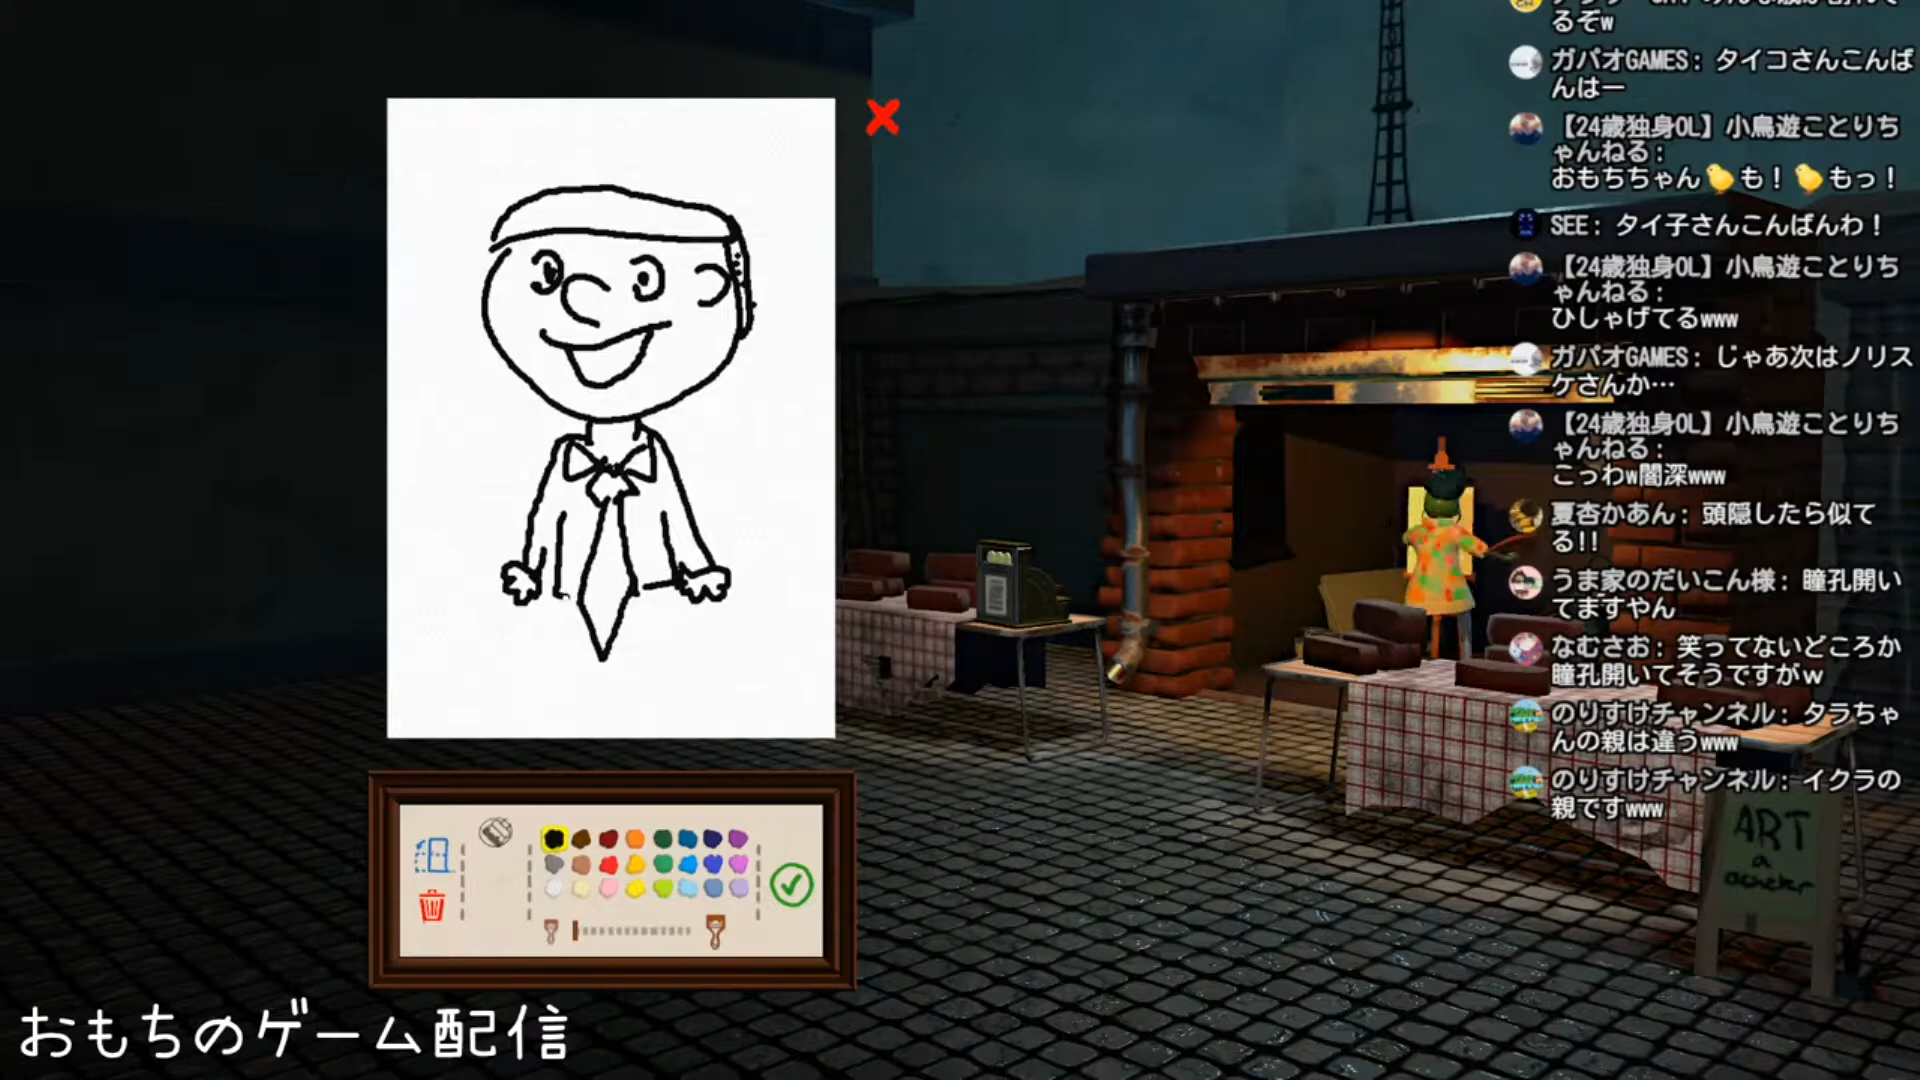 るぞw
ガパオGAMES: タイコさんこんば
んはー
【24歳独身OL】小鳥遊ことりち
ゃんねる:
おもちちゃん🐤も!🐤もっ!
SEE: タイ子さんこんばんわ!
【24歳独身OL】小鳥遊ことりち
ゃんねる:
ひしゃげてるwww
ガパオGAMES: じゃあ次はノリス
ケさんか…
【24歳独身OL】小鳥遊ことりち
ゃんねる:
こっわw闇深www
夏杏かあん: 頭隠したら似て
る!!
うま家のだいこん様: 瞳孔開い
てますやん
なむさお: 笑ってないどころか
瞳孔開いてそうですがw
のりすけチャンネル: タラちゃ
んの親は違うwww
のりすけチャンネル: イクラの
親ですwww
ART
a
acheter
おもちのゲーム配信